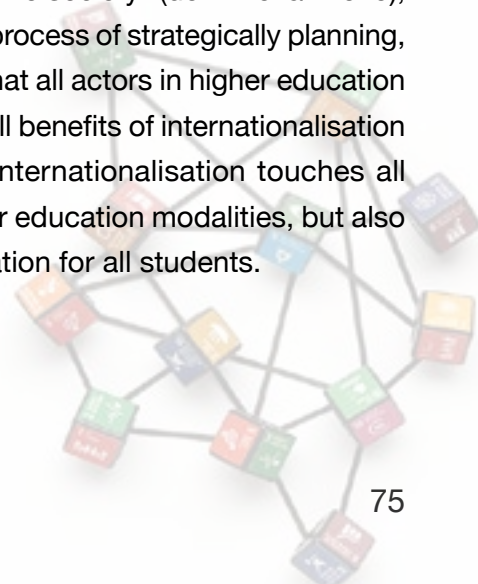 process of strategically planning,
hat all actors in higher education
ll benefits of internationalisation
nternationalisation touches all
r education modalities, but also
ation for all students.
75